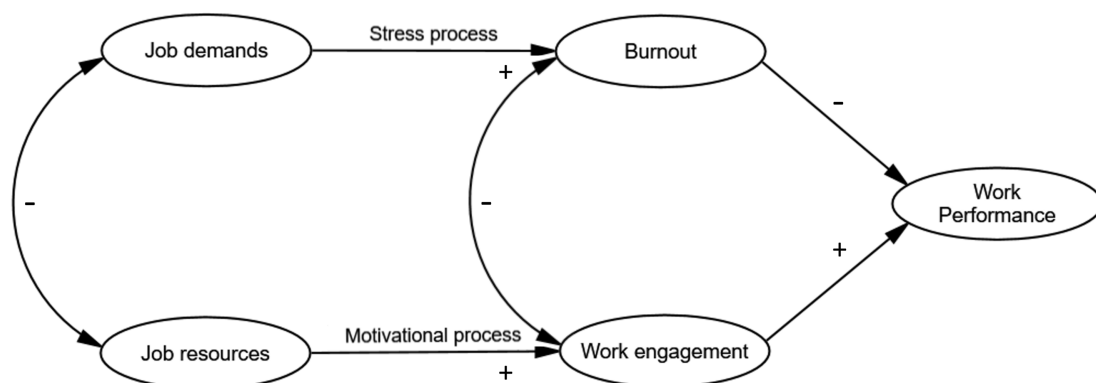 Job demands
Stress process
+
Burnout
-
-
-
Work
Performance
+
Job resources
Motivational process
+
Work engagement